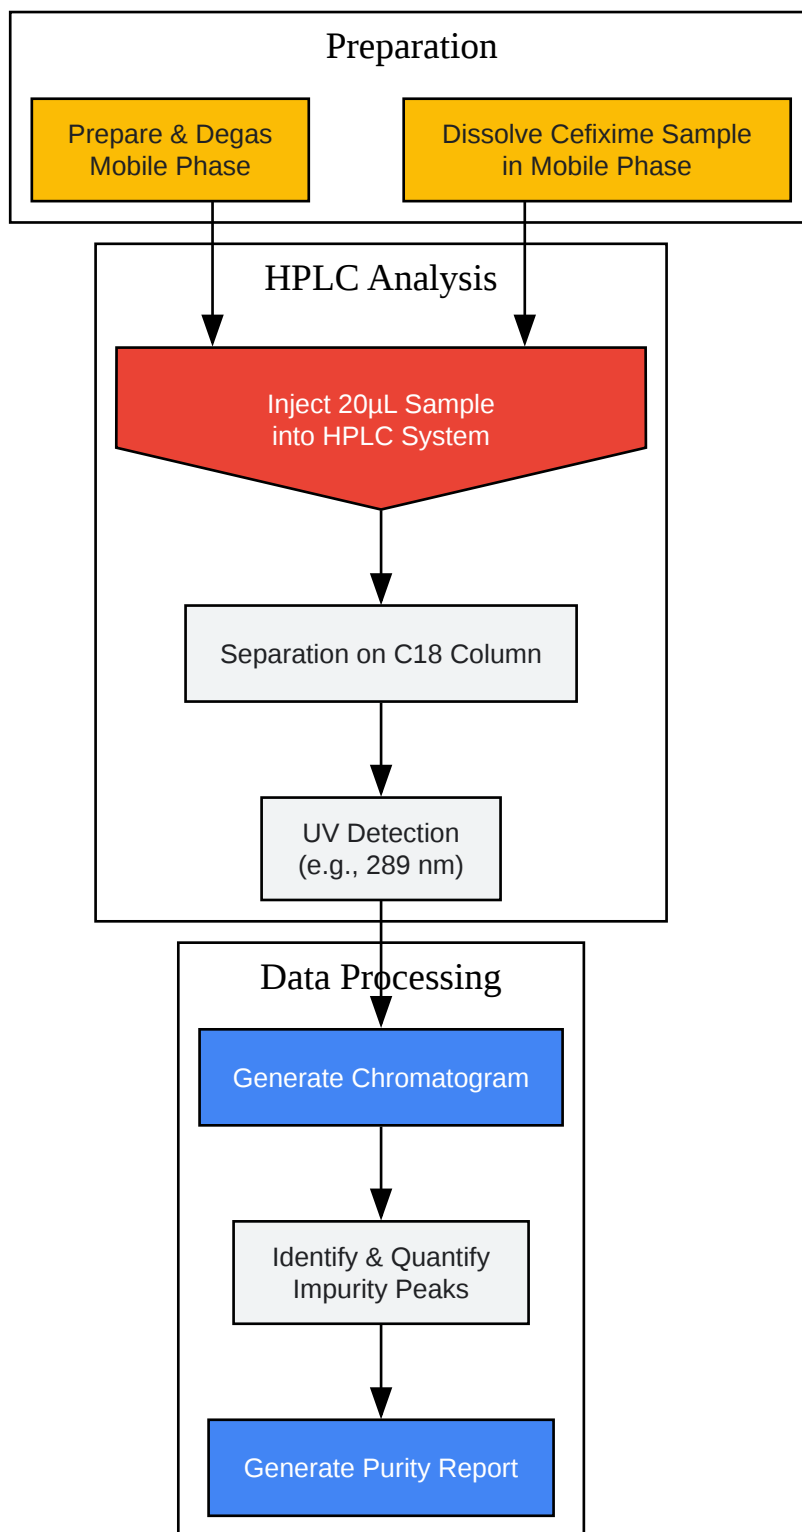 Preparation
Prepare & Degas
Mobile Phase
Dissolve Cefixime Sample
in Mobile Phase
HPLC Analysis
Inject 20µL Sample
into HPLC System
Separation on C18 Column
UV Detection
(e.g., 289 nm)
Data Processing
Generate Chromatogram
Identify & Quantify
Impurity Peaks
Generate Purity Report